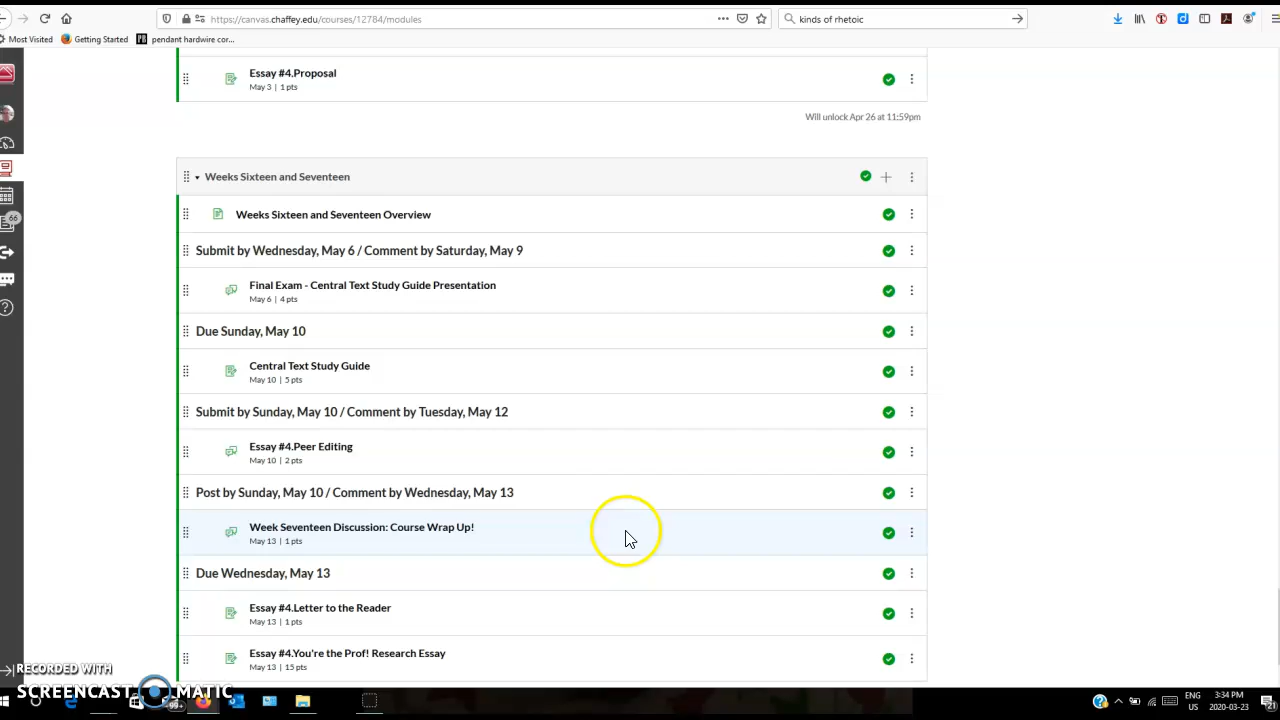 https://canvas.chaffey.edu/courses/12784/modules
kinds of rhetoic
Most Visited
Getting Started
pendant hardwire cor...
Essay #4.Proposal
May 3 | 1 pts
Will unlock Apr 26 at 11:59pm
Weeks Sixteen and Seventeen
Weeks Sixteen and Seventeen Overview
Submit by Wednesday, May 6 / Comment by Saturday, May 9
Final Exam - Central Text Study Guide Presentation
May 6 | 4 pts
Due Sunday, May 10
Central Text Study Guide
May 10 | 5 pts
Submit by Sunday, May 10 / Comment by Tuesday, May 12
Essay #4.Peer Editing
May 10 | 2 pts
Post by Sunday, May 10 / Comment by Wednesday, May 13
Week Seventeen Discussion: Course Wrap Up!
May 13 | 1 pts
Due Wednesday, May 13
Essay #4.Letter to the Reader
May 13 | 1 pts
Essay #4.You're the Prof! Research Essay
May 13 | 15 pts
66
RECORDED WITH
SCREENCAST MATIC
99+
ENG
US
3:34 PM
2020-03-23
21